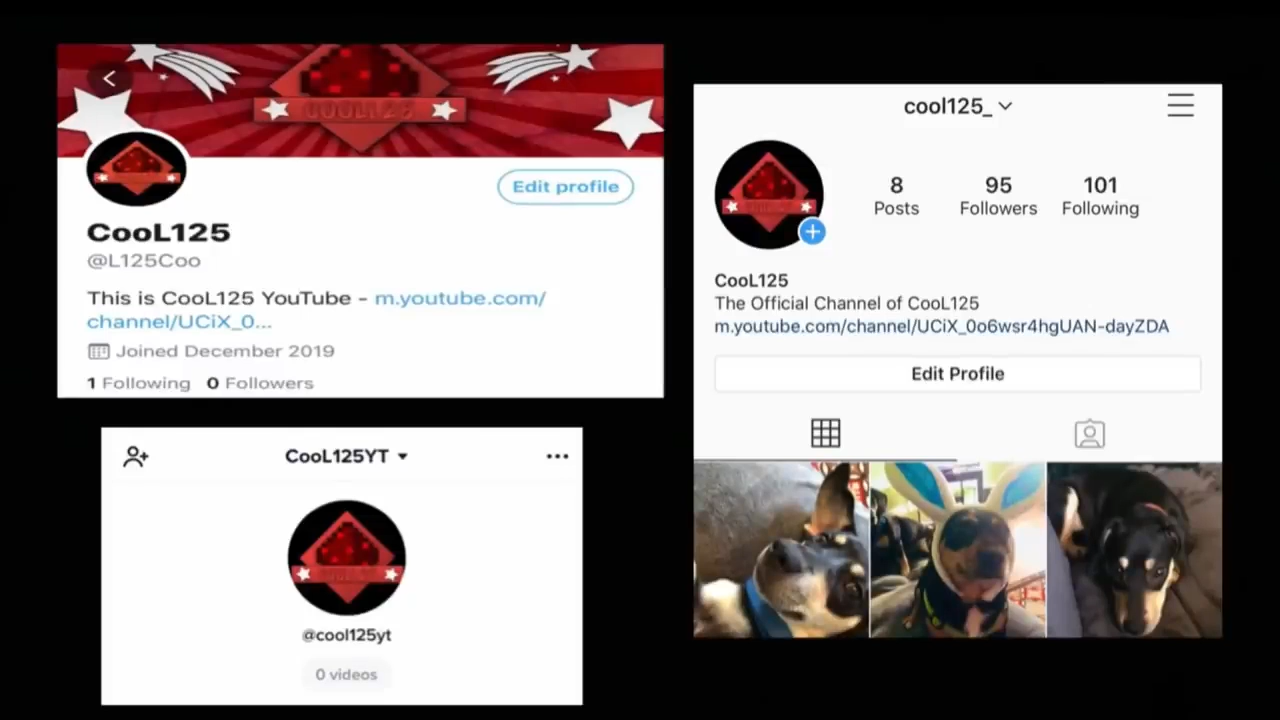 COOL125
Edit profile
CooL125
@L125Coo
This is CooL125 YouTube - m.youtube.com/
channel/UCiX_0...
Joined December 2019
1 Following 0 Followers
CooL125YT
@cool125yt
0 videos
cool125_
8 95 101
Posts Followers Following
CooL125
The Official Channel of CooL125
m.youtube.com/channel/UCiX_0o6wsr4hgUAN-dayZDA
Edit Profile